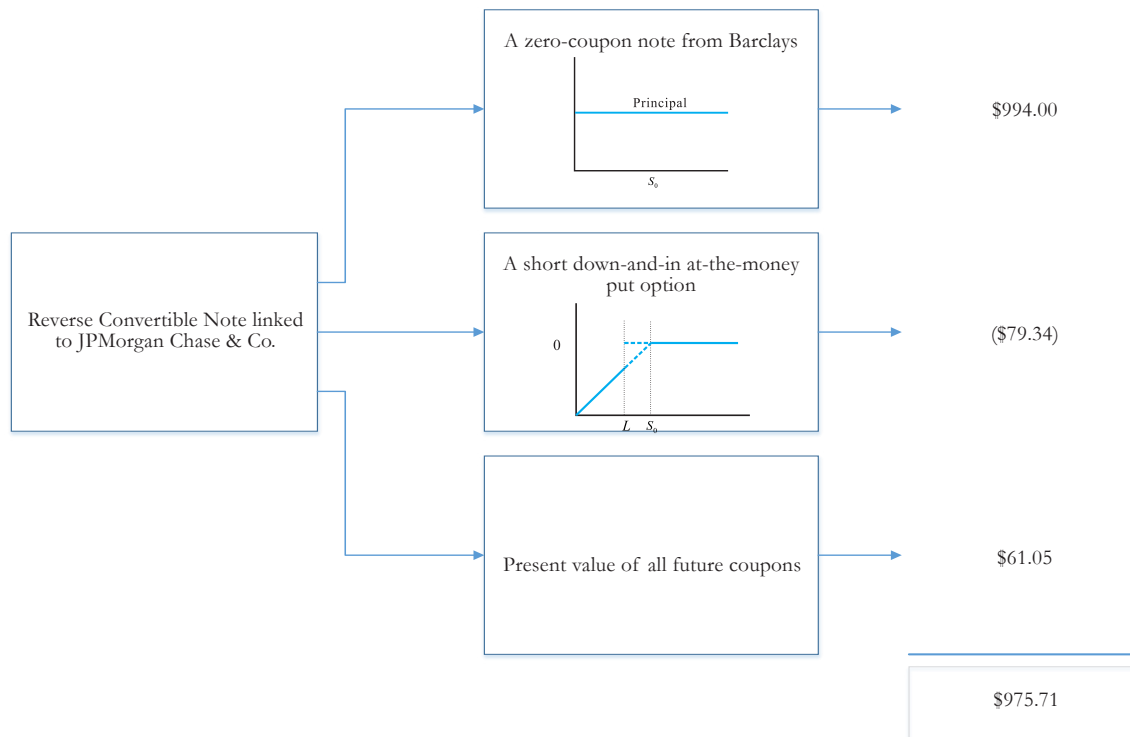 A zero-coupon note from Barclays
Principal
S₀
$994.00
Reverse Convertible Note linked
to JPMorgan Chase & Co.
A short down-and-in at-the-money
put option
0
L S₀
($79.34)
Present value of all future coupons
$61.05
$975.71